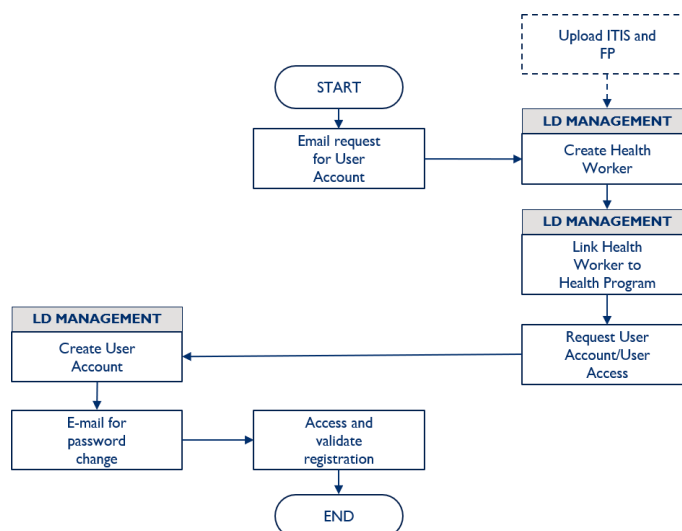 Upload ITIS and
FP
START
LD MANAGEMENT
Email request
for User
Account
Create Health
Worker
LD MANAGEMENT
Link Health
Worker to
Health Program
LD MANAGEMENT
Create User
Account
Request User
Account/User
Access
E-mail for
password
change
Access and
validate
registration
END